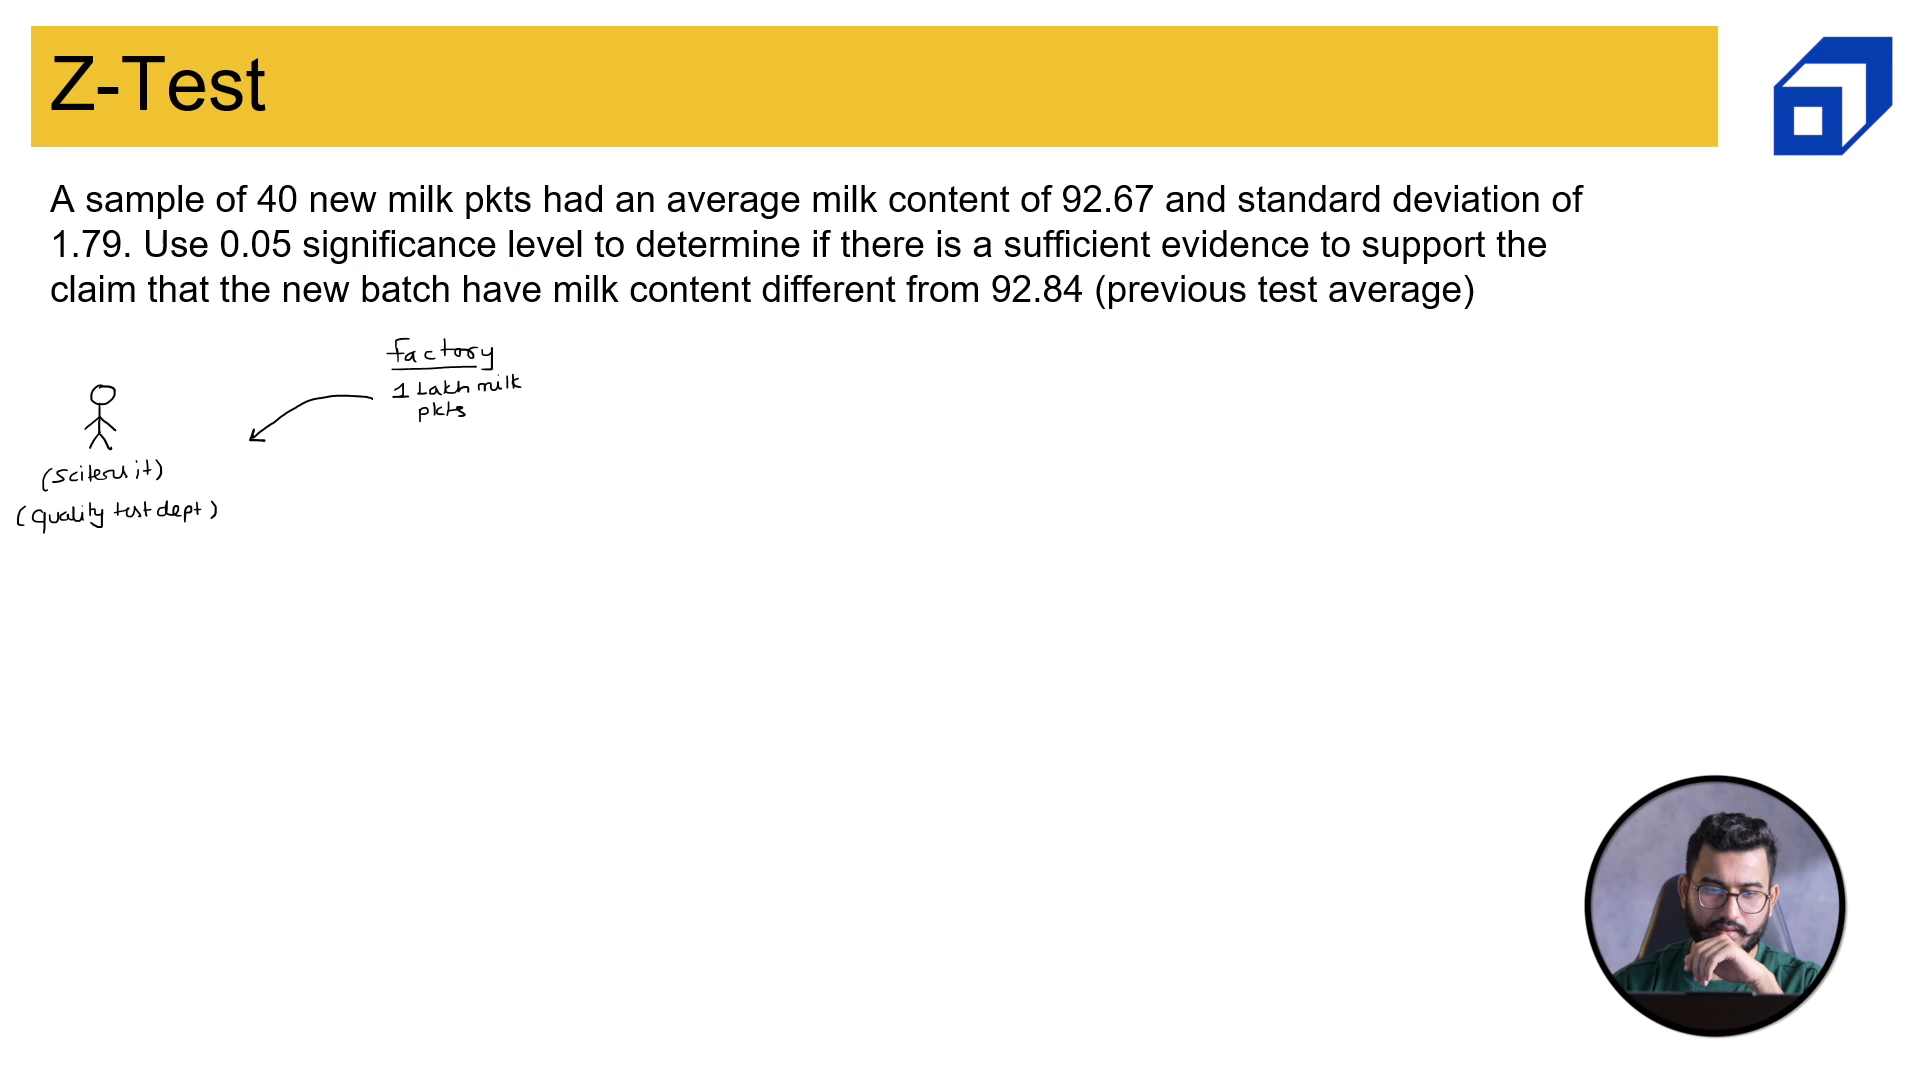 Z-Test
A sample of 40 new milk pkts had an average milk content of 92.67 and standard deviation of
1.79. Use 0.05 significance level to determine if there is a sufficient evidence to support the
claim that the new batch have milk content different from 92.84 (previous test average)
factory
1 Lakh milk
pkts
(quality test dept)